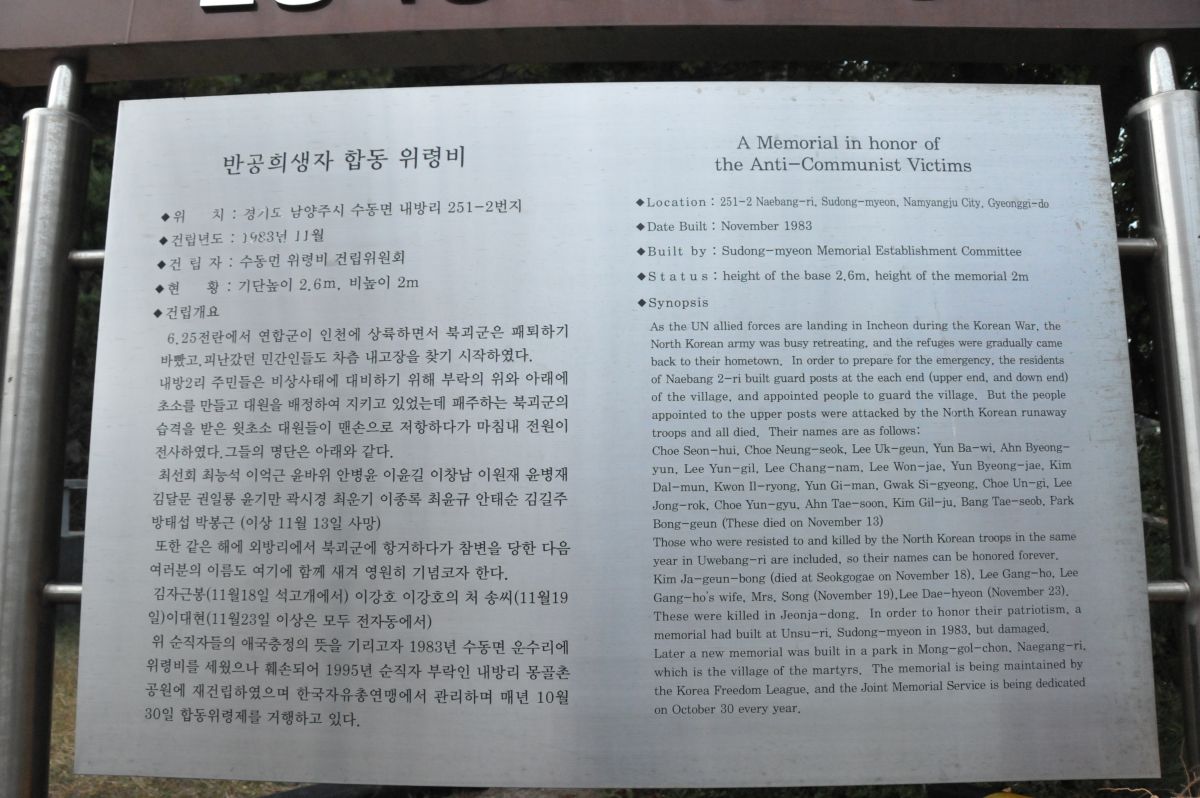 반공희생자 합동 위령비
◆위 치 : 경기도 남양주시 수동면 내방리 251-2번지
◆건립년도 : 1983년 11월
◆건 립 자 : 수동면 위령비 건립위원회
◆현 황 : 기단높이 2.6m, 비높이 2m
◆건립개요
6.25전란에서 연합군이 인천에 상륙하면서 북괴군은 패퇴하기
바빴고,피난갔던 민간인들도 차츰 내고장을 찾기 시작하였다.
내방2리 주민들은 비상사태에 대비하기 위해 부락의 위와 아래에
초소를 만들고 대원을 배정하여 지키고 있었는데 패주하는 북괴군의
습격을 받은 윗초소 대원들이 맨손으로 저항하다가 마침내 전원이
전사하였다.그들의 명단은 아래와 같다.
최선회 최능석 이억근 윤바위 안병윤 이윤길 이창남 이원재 윤병재
김달문 권일룡 윤기만 곽시경 최운기 이종록 최윤규 안태순 김길주
방태섭 박봉근 (이상 11월 13일 사망)
또한 같은 해에 외방리에서 북괴군에 항거하다가 참변을 당한 다음
여러분의 이름도 여기에 함께 새겨 영원히 기념코자 한다.
김자근봉(11월18일 석고개에서) 이강호 이강호의 처 송씨(11월19
일)이대현(11월23일 이상은 모두 전자동에서)
위 순직자들의 애국충정의 뜻을 기리고자 1983년 수동면 운수리에
위령비를 세웠으나 훼손되어 1995년 순직자 부락인 내방리 몽골촌
공원에 재건립하였으며 한국자유총연맹에서 관리하며 매년 10월
30일 합동위령제를 거행하고 있다.
A Memorial in honor of
the Anti-Communist Victims
◆Location : 251-2 Naebang-ri, Sudong-myeon, Namyangju City, Gyeonggi-do
◆Date Built : November 1983
◆Built by : Sudong-myeon Memorial Establishment Committee
◆Status : height of the base 2.6m, height of the memorial 2m
◆Synopsis
As the UN allied forces are landing in Incheon during the Korean War, the
North Korean army was busy retreating, and the refuges were gradually came
back to their hometown. In order to prepare for the emergency, the residents
of Naebang 2-ri built guard posts at the each end (upper end, and down end)
of the village, and appointed people to guard the village. But the people
appointed to the upper posts were attacked by the North Korean runaway
troops and all died. Their names are as follows:
Choe Seon-hui, Choe Neung-seok, Lee Uk-geun, Yun Ba-wi, Ahn Byeong-
yun, Lee Yun-gil, Lee Chang-nam, Lee Won-jae, Yun Byeong-jae, Kim
Dal-mun, Kwon Il-ryong, Yun Gi-man, Gwak Si-gyeong, Choe Un-gi, Lee
Jong-rok, Choe Yun-gyu, Ahn Tae-soon, Kim Gil-ju, Bang Tae-seob, Park
Bong-geun (These died on November 13)
Those who were resisted to and killed by the North Korean troops in the same
year in Uwebang-ri are included, so their names can be honored forever.
Kim Ja-geun-bong (died at Seokgogae on November 18), Lee Gang-ho, Lee
Gang-ho's wife, Mrs. Song (November 19),Lee Dae-hyeon (November 23).
These were killed in Jeonja-dong. In order to honor their patriotism, a
memorial had built at Unsu-ri, Sudong-myeon in 1983, but damaged.
Later a new memorial was built in a park in Mong-gol-chon, Naegang-ri,
which is the village of the martyrs. The memorial is being maintained by
the Korea Freedom League, and the Joint Memorial Service is being dedicated
on October 30 every year.